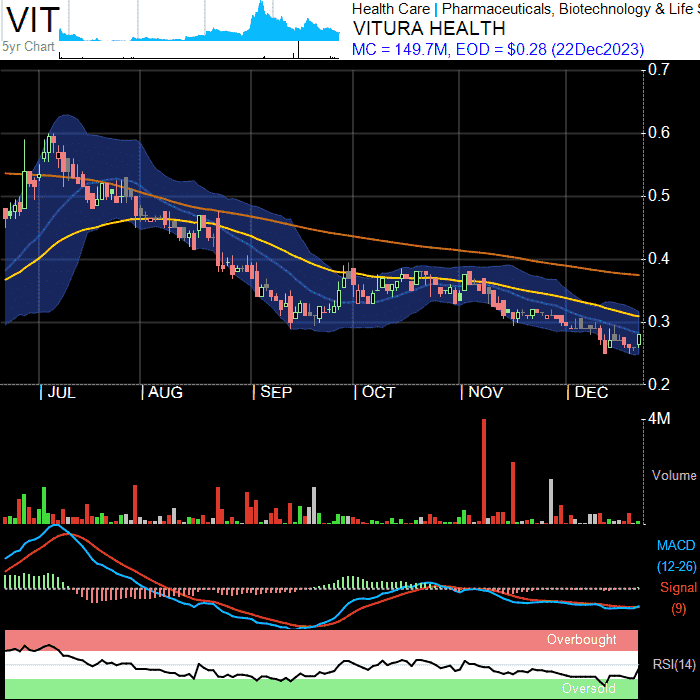 VIT
5yr Chart
Health Care | Pharmaceuticals, Biotechnology & Life
VITURA HEALTH
MC = 149.7M, EOD = $0.28 (22Dec2023)
0.7
0.6
0.5
0.4
0.3
0.2
| JUL | AUG | SEP | OCT | NOV | DEC
4M
Volume
MACD
(12-26)
Signal
(9)
Overbought
RSI(14)
Oversold